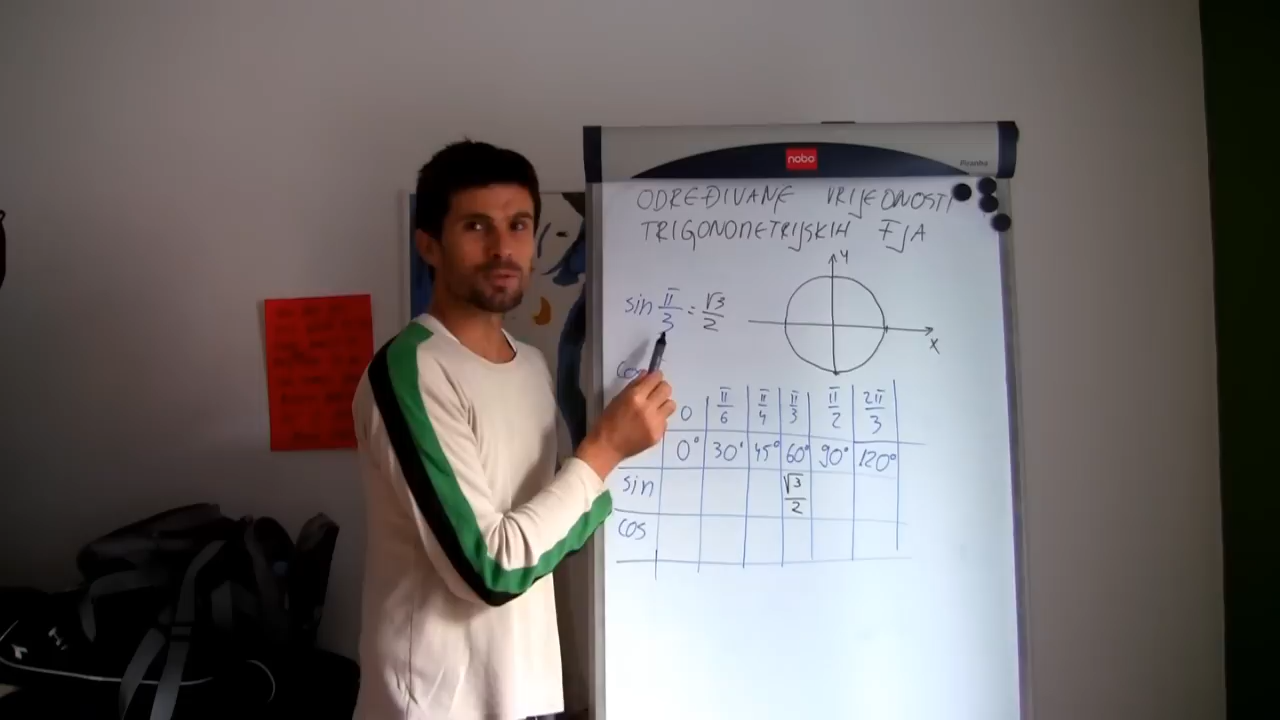 nobo
Piranha
ODREĐIVANJE VRIJEDNOSTI
TRIGONOMETRIJSKIH FJA
y
sin π/3 = √3/2
x
cos
0 π/6 π/4 π/3 π/2 2π/3
0° 30° 45° 60° 90° 120°
sin √3/2
cos